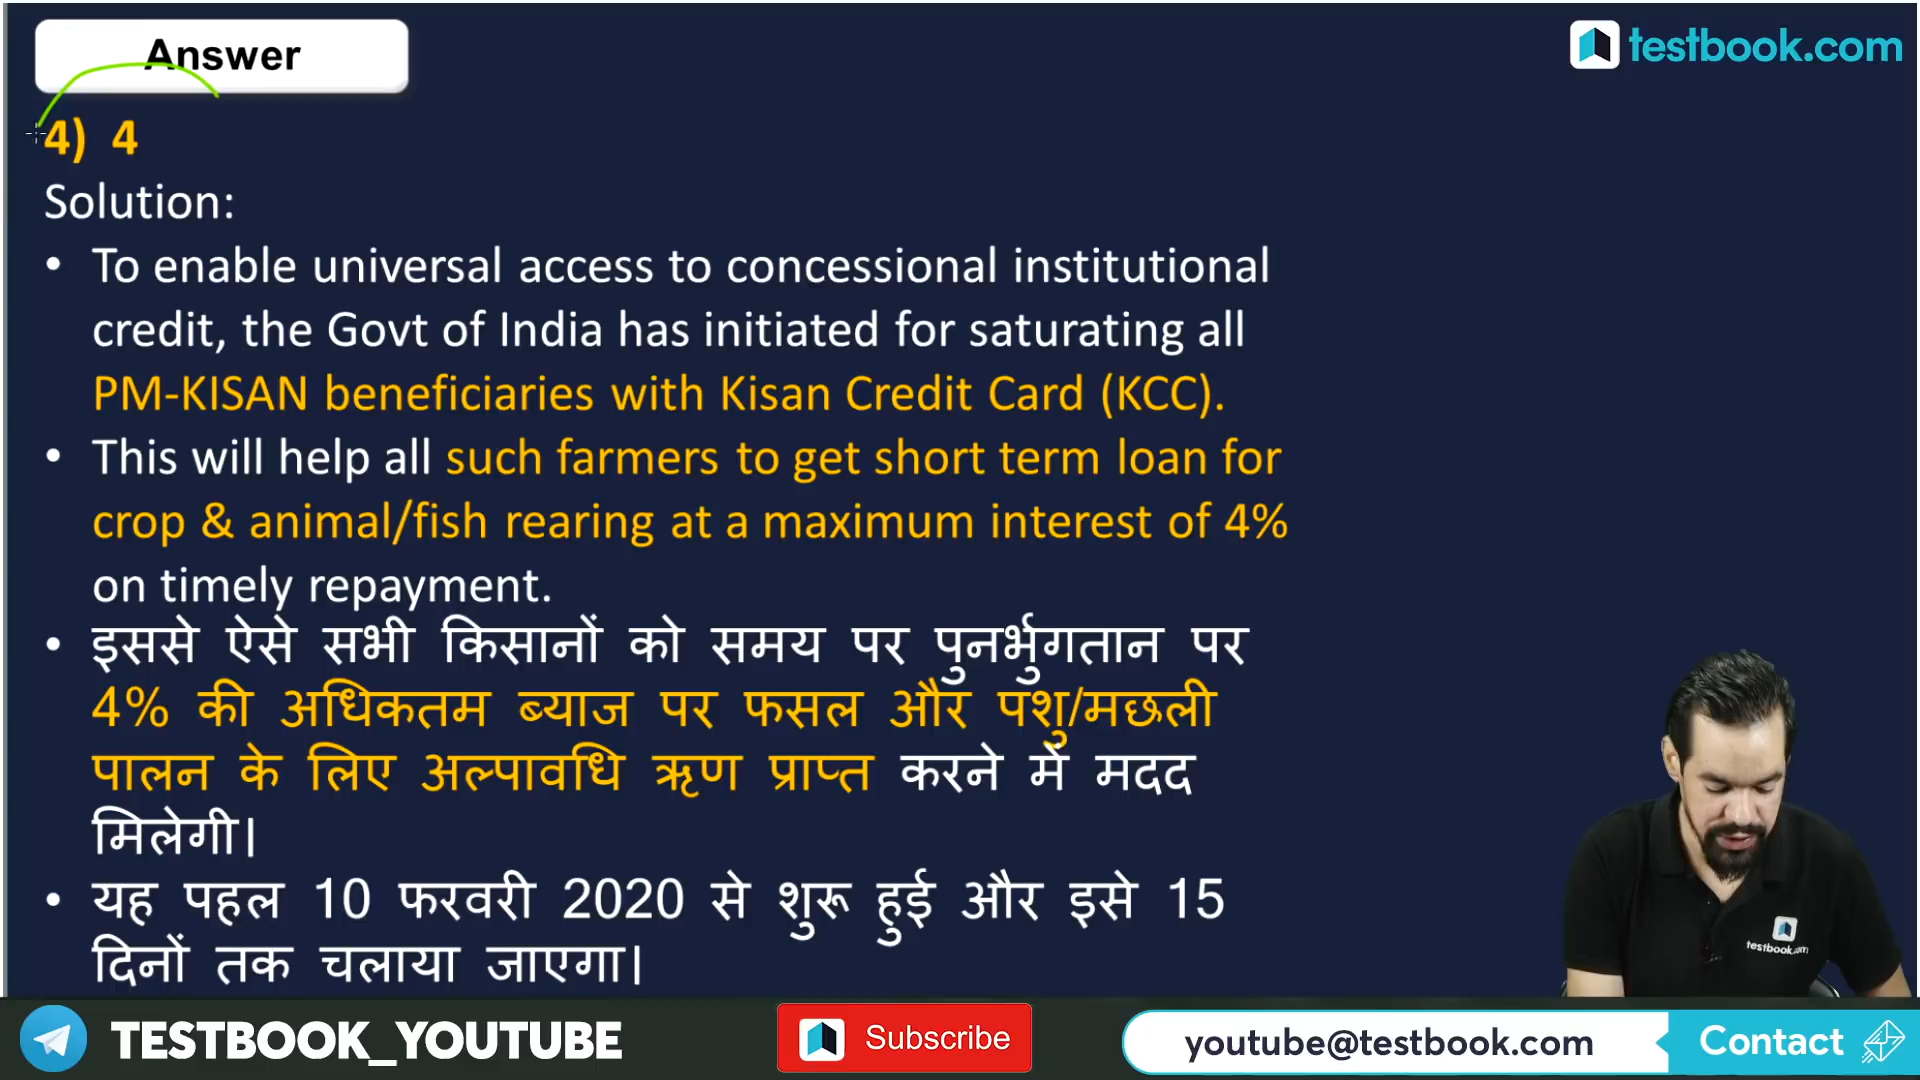 Answer
testbook.com
4) 4
Solution:
• To enable universal access to concessional institutional
credit, the Govt of India has initiated for saturating all
PM-KISAN beneficiaries with Kisan Credit Card (KCC).
• This will help all such farmers to get short term loan for
crop & animal/fish rearing at a maximum interest of 4%
on timely repayment.
• इससे ऐसे सभी किसानों को समय पर पुनर्भुगतान पर
4% की अधिकतम ब्याज पर फसल और पशु/मछली
पालन के लिए अल्पावधि ऋण प्राप्त करने में मदद
मिलेगी।
• यह पहल 10 फरवरी 2020 से शुरू हुई और इसे 15
दिनों तक चलाया जाएगा।
testbook.com
TESTBOOK_YOUTUBE
Subscribe
youtube@testbook.com
Contact